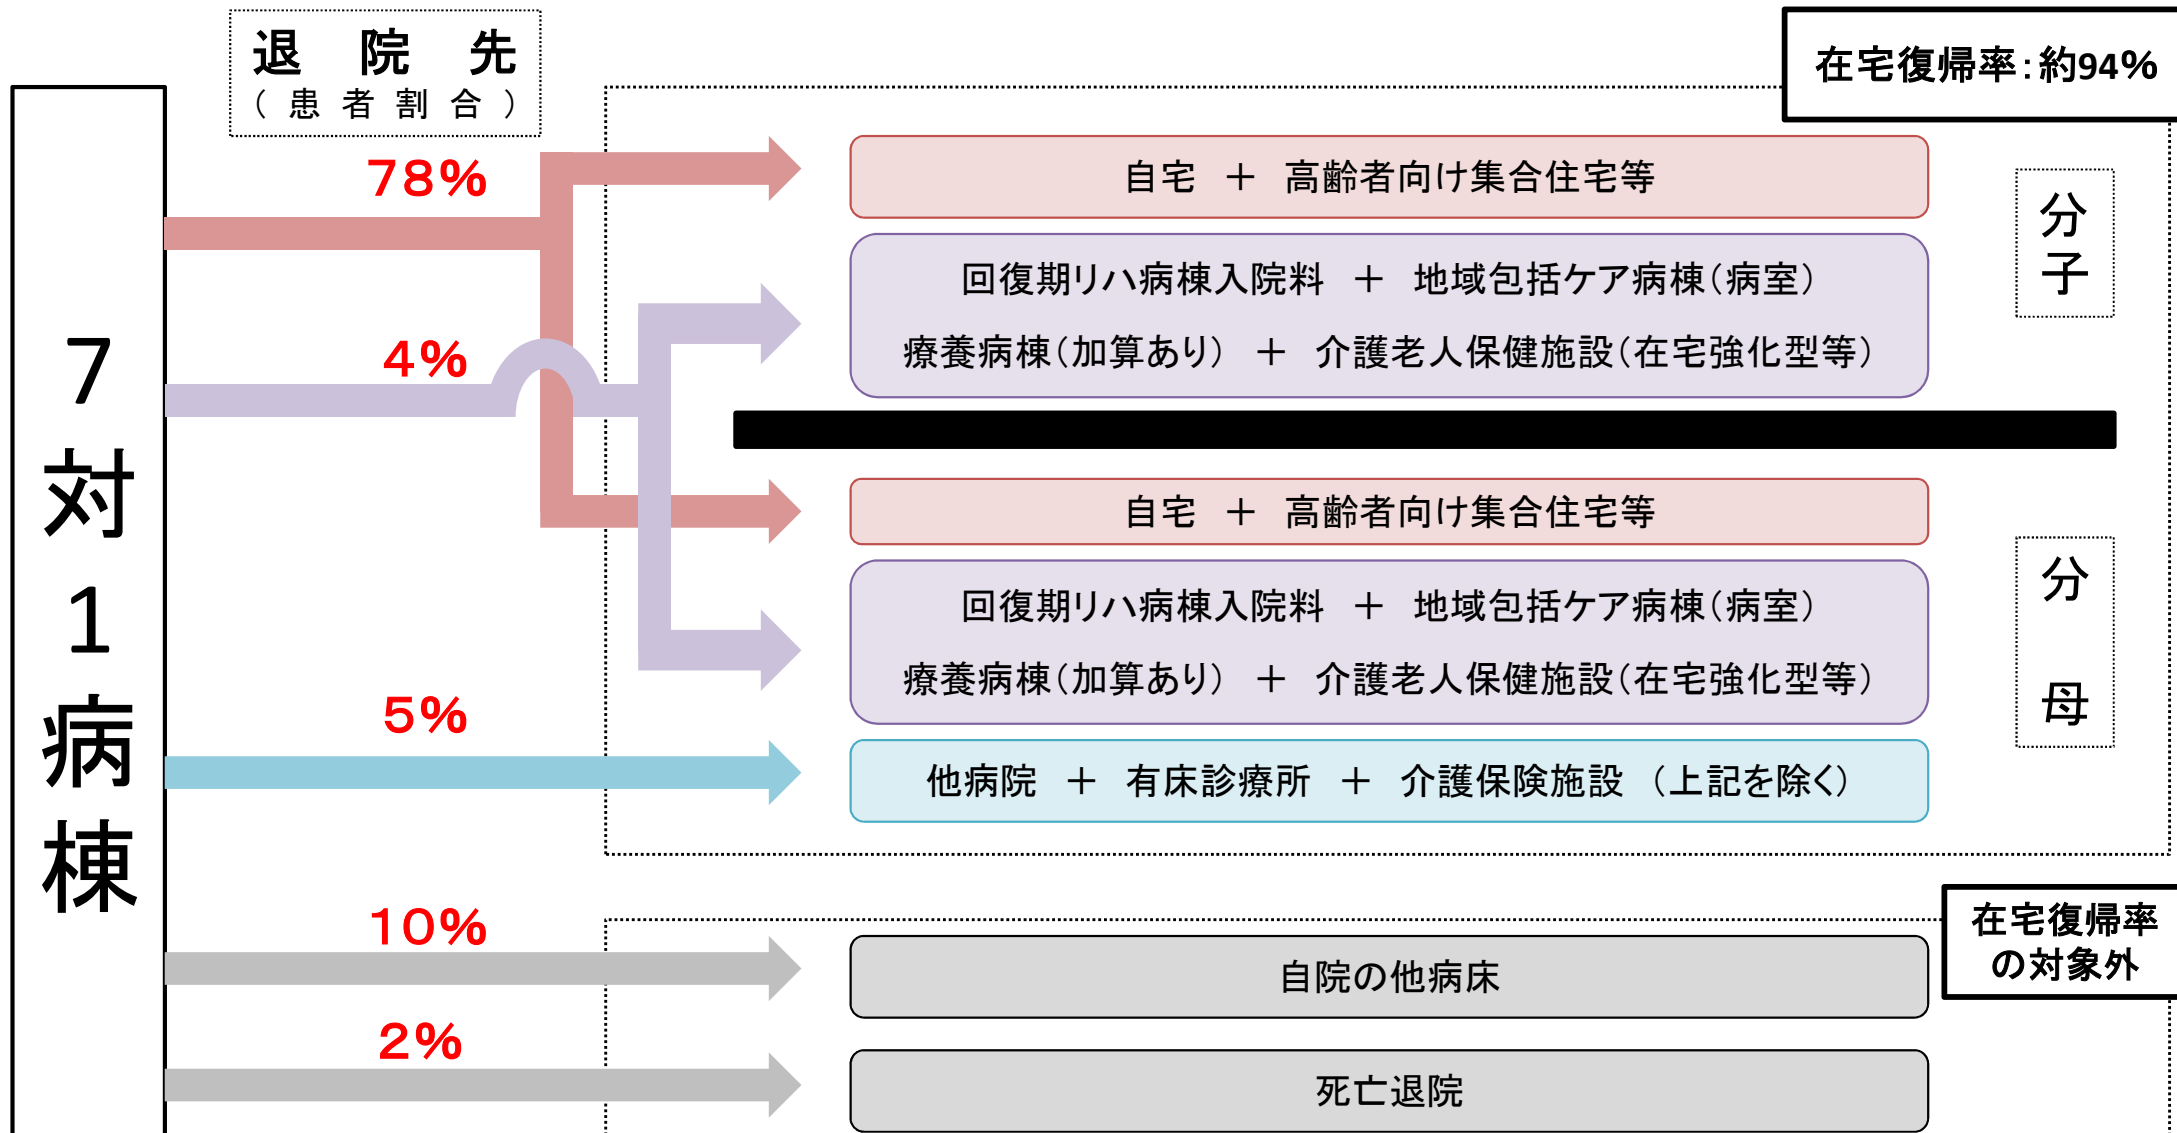 退院先
（患者割合）
在宅復帰率：約94％
7対1病棟
78％
自宅 ＋ 高齢者向け集合住宅等
分子
4％
回復期リハ病棟入院料 ＋ 地域包括ケア病棟（病室）
療養病棟（加算あり） ＋ 介護老人保健施設（在宅強化型等）
自宅 ＋ 高齢者向け集合住宅等
分母
回復期リハ病棟入院料 ＋ 地域包括ケア病棟（病室）
療養病棟（加算あり） ＋ 介護老人保健施設（在宅強化型等）
5％
他病院 ＋ 有床診療所 ＋ 介護保険施設 （上記を除く）
在宅復帰率
の対象外
10％
自院の他病床
2％
死亡退院